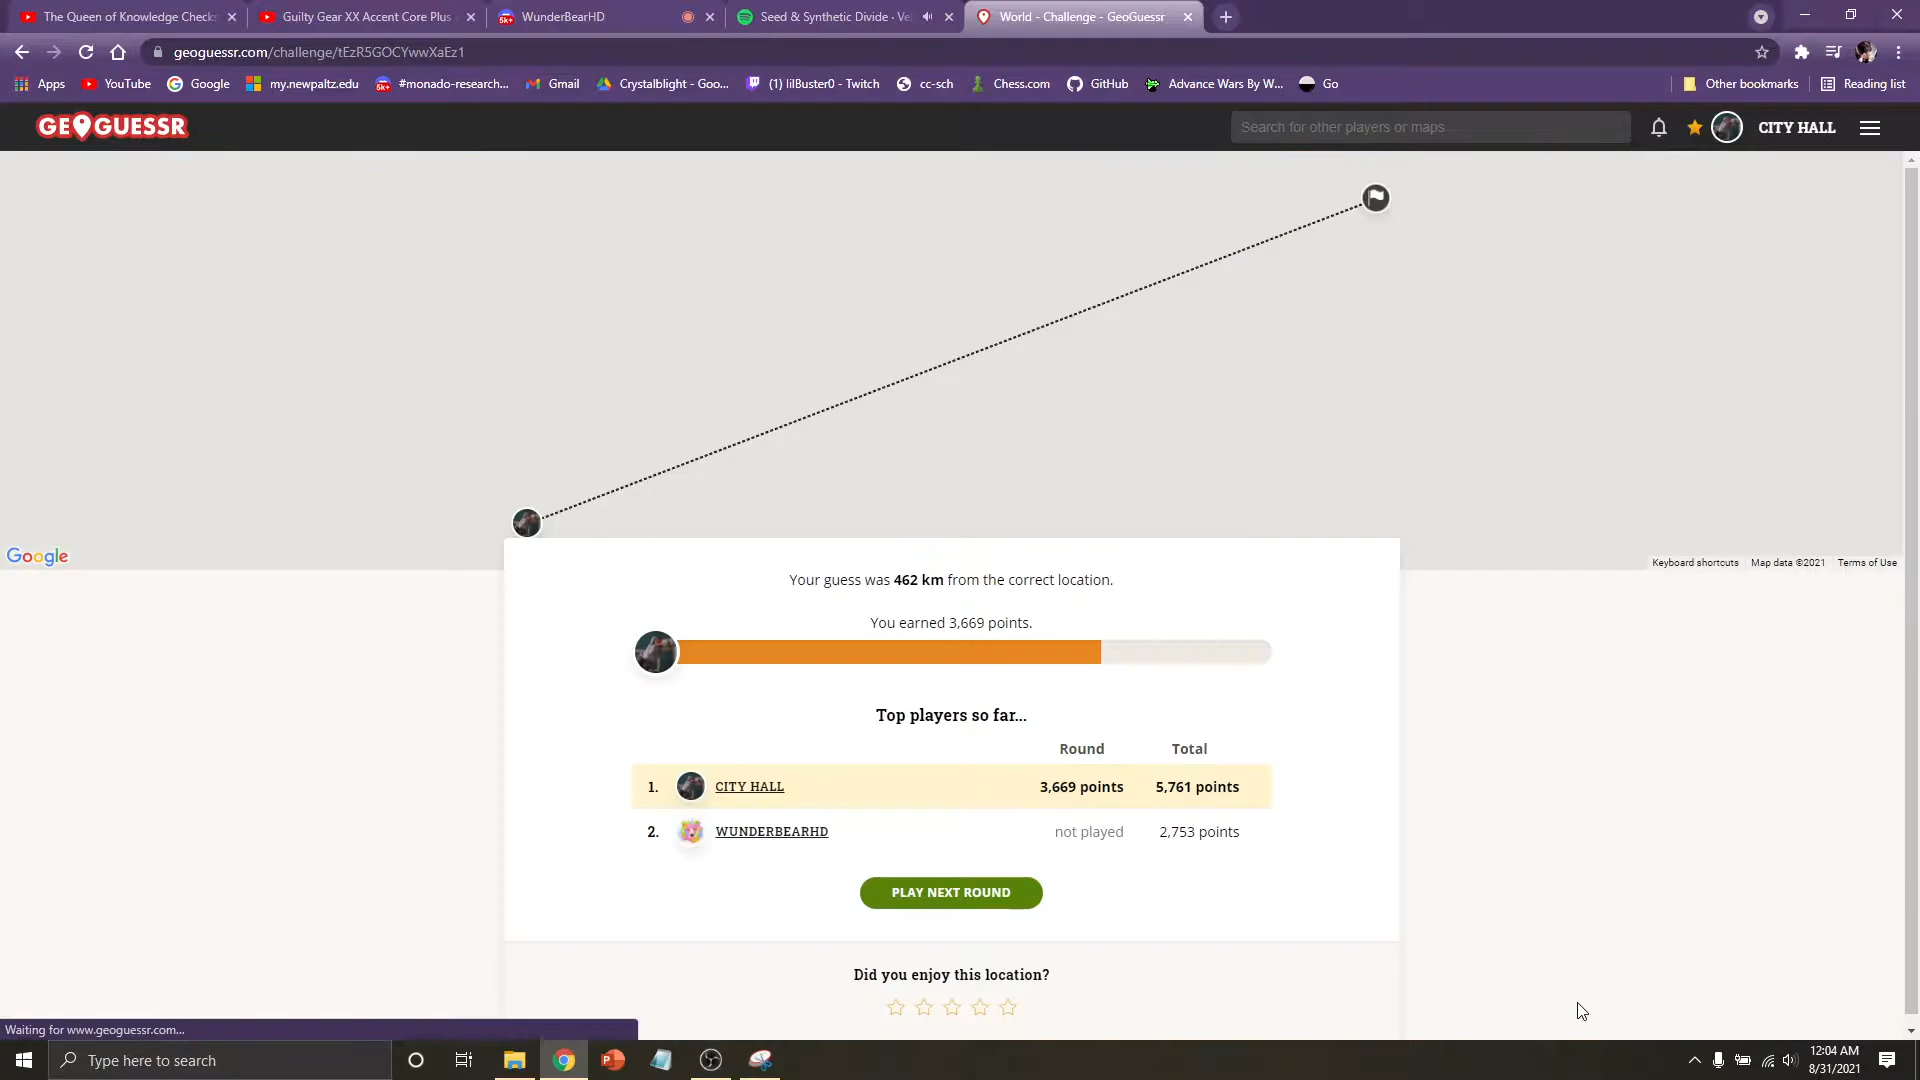 The Queen of Knowledge Checks
Guilty Gear XX Accent Core Plus
WunderBearHD
Seed & Synthetic Divide · Vel
World - Challenge - GeoGuessr
geoguessr.com/challenge/tEzR5GOCYwwXaEz1
Apps
YouTube
Google
my.newpaltz.edu
#monado-research...
Gmail
Crystalblight - Goo...
(1) lilBuster0 - Twitch
cc-sch
Chess.com
GitHub
Advance Wars By W...
Go
Other bookmarks
Reading list
GEOGUESSR
Search for other players or maps
CITY HALL
Google
Keyboard shortcuts
Map data ©2021
Terms of Use
Your guess was 462 km from the correct location.
You earned 3,669 points.
Top players so far...
Round Total
1. CITY HALL 3,669 points 5,761 points
2. WUNDERBEARHD not played 2,753 points
PLAY NEXT ROUND
Did you enjoy this location?
Waiting for www.geoguessr.com...
Type here to search
12:04 AM
8/31/2021